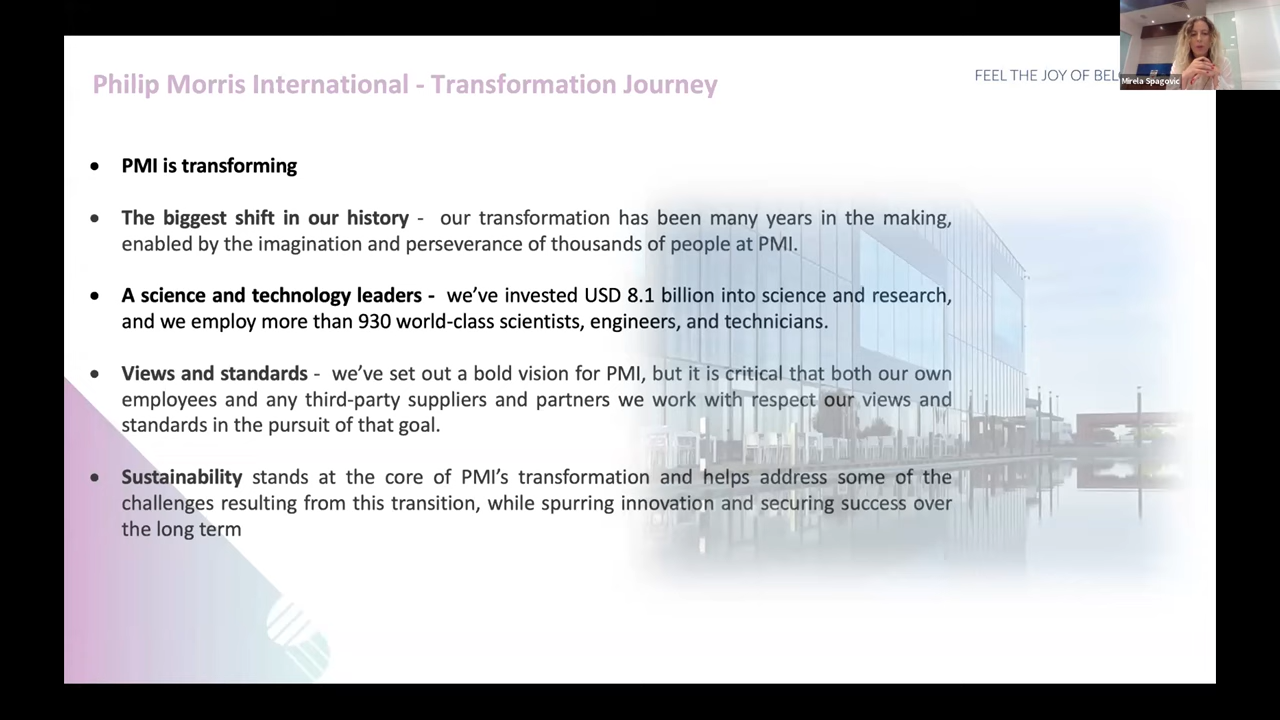 Philip Morris International - Transformation Journey
FEEL THE JOY OF
Mirela Spagovic
• PMI is transforming
• The biggest shift in our history - our transformation has been many years in the making,
enabled by the imagination and perseverance of thousands of people at PMI.
• A science and technology leaders - we've invested USD 8.1 billion into science and research,
and we employ more than 930 world-class scientists, engineers, and technicians.
• Views and standards - we've set out a bold vision for PMI, but it is critical that both our own
employees and any third-party suppliers and partners we work with respect our views and
standards in the pursuit of that goal.
• Sustainability stands at the core of PMI's transformation and helps address some of the
challenges resulting from this transition, while spurring innovation and securing success over
the long term